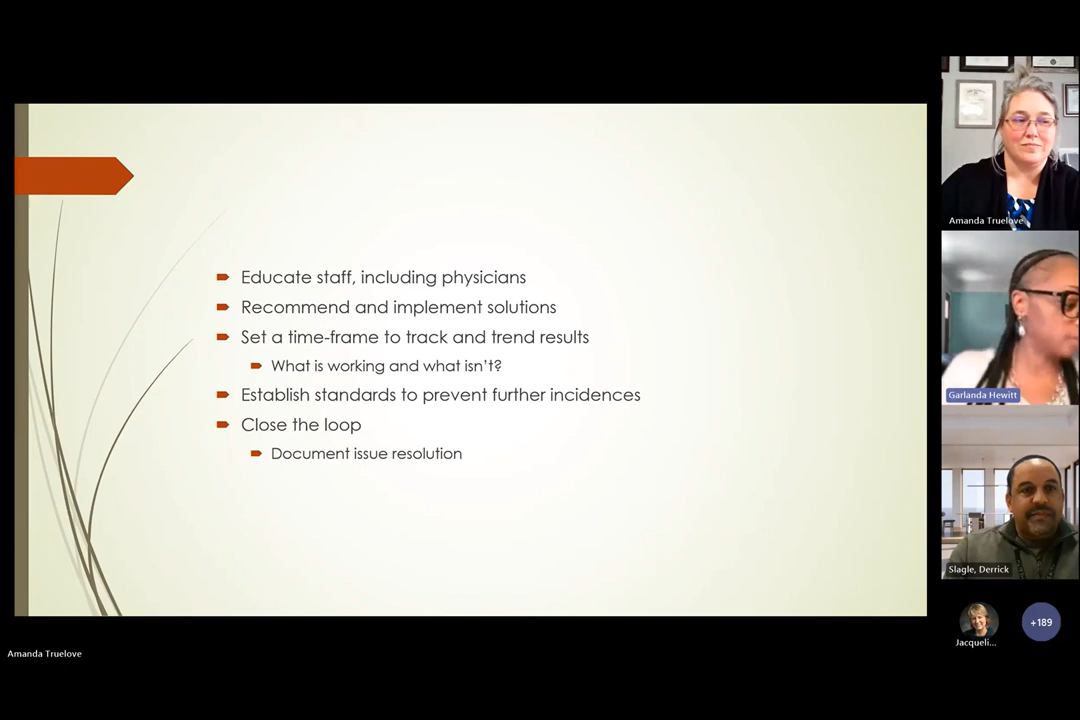 Educate staff, including physicians
Recommend and implement solutions
Set a time-frame to track and trend results
What is working and what isn't?
Establish standards to prevent further incidences
Close the loop
Document issue resolution
Amanda Truelove
Garlanda Hewitt
Slagle, Derrick
Jacqueli...
+189
Amanda Truelove